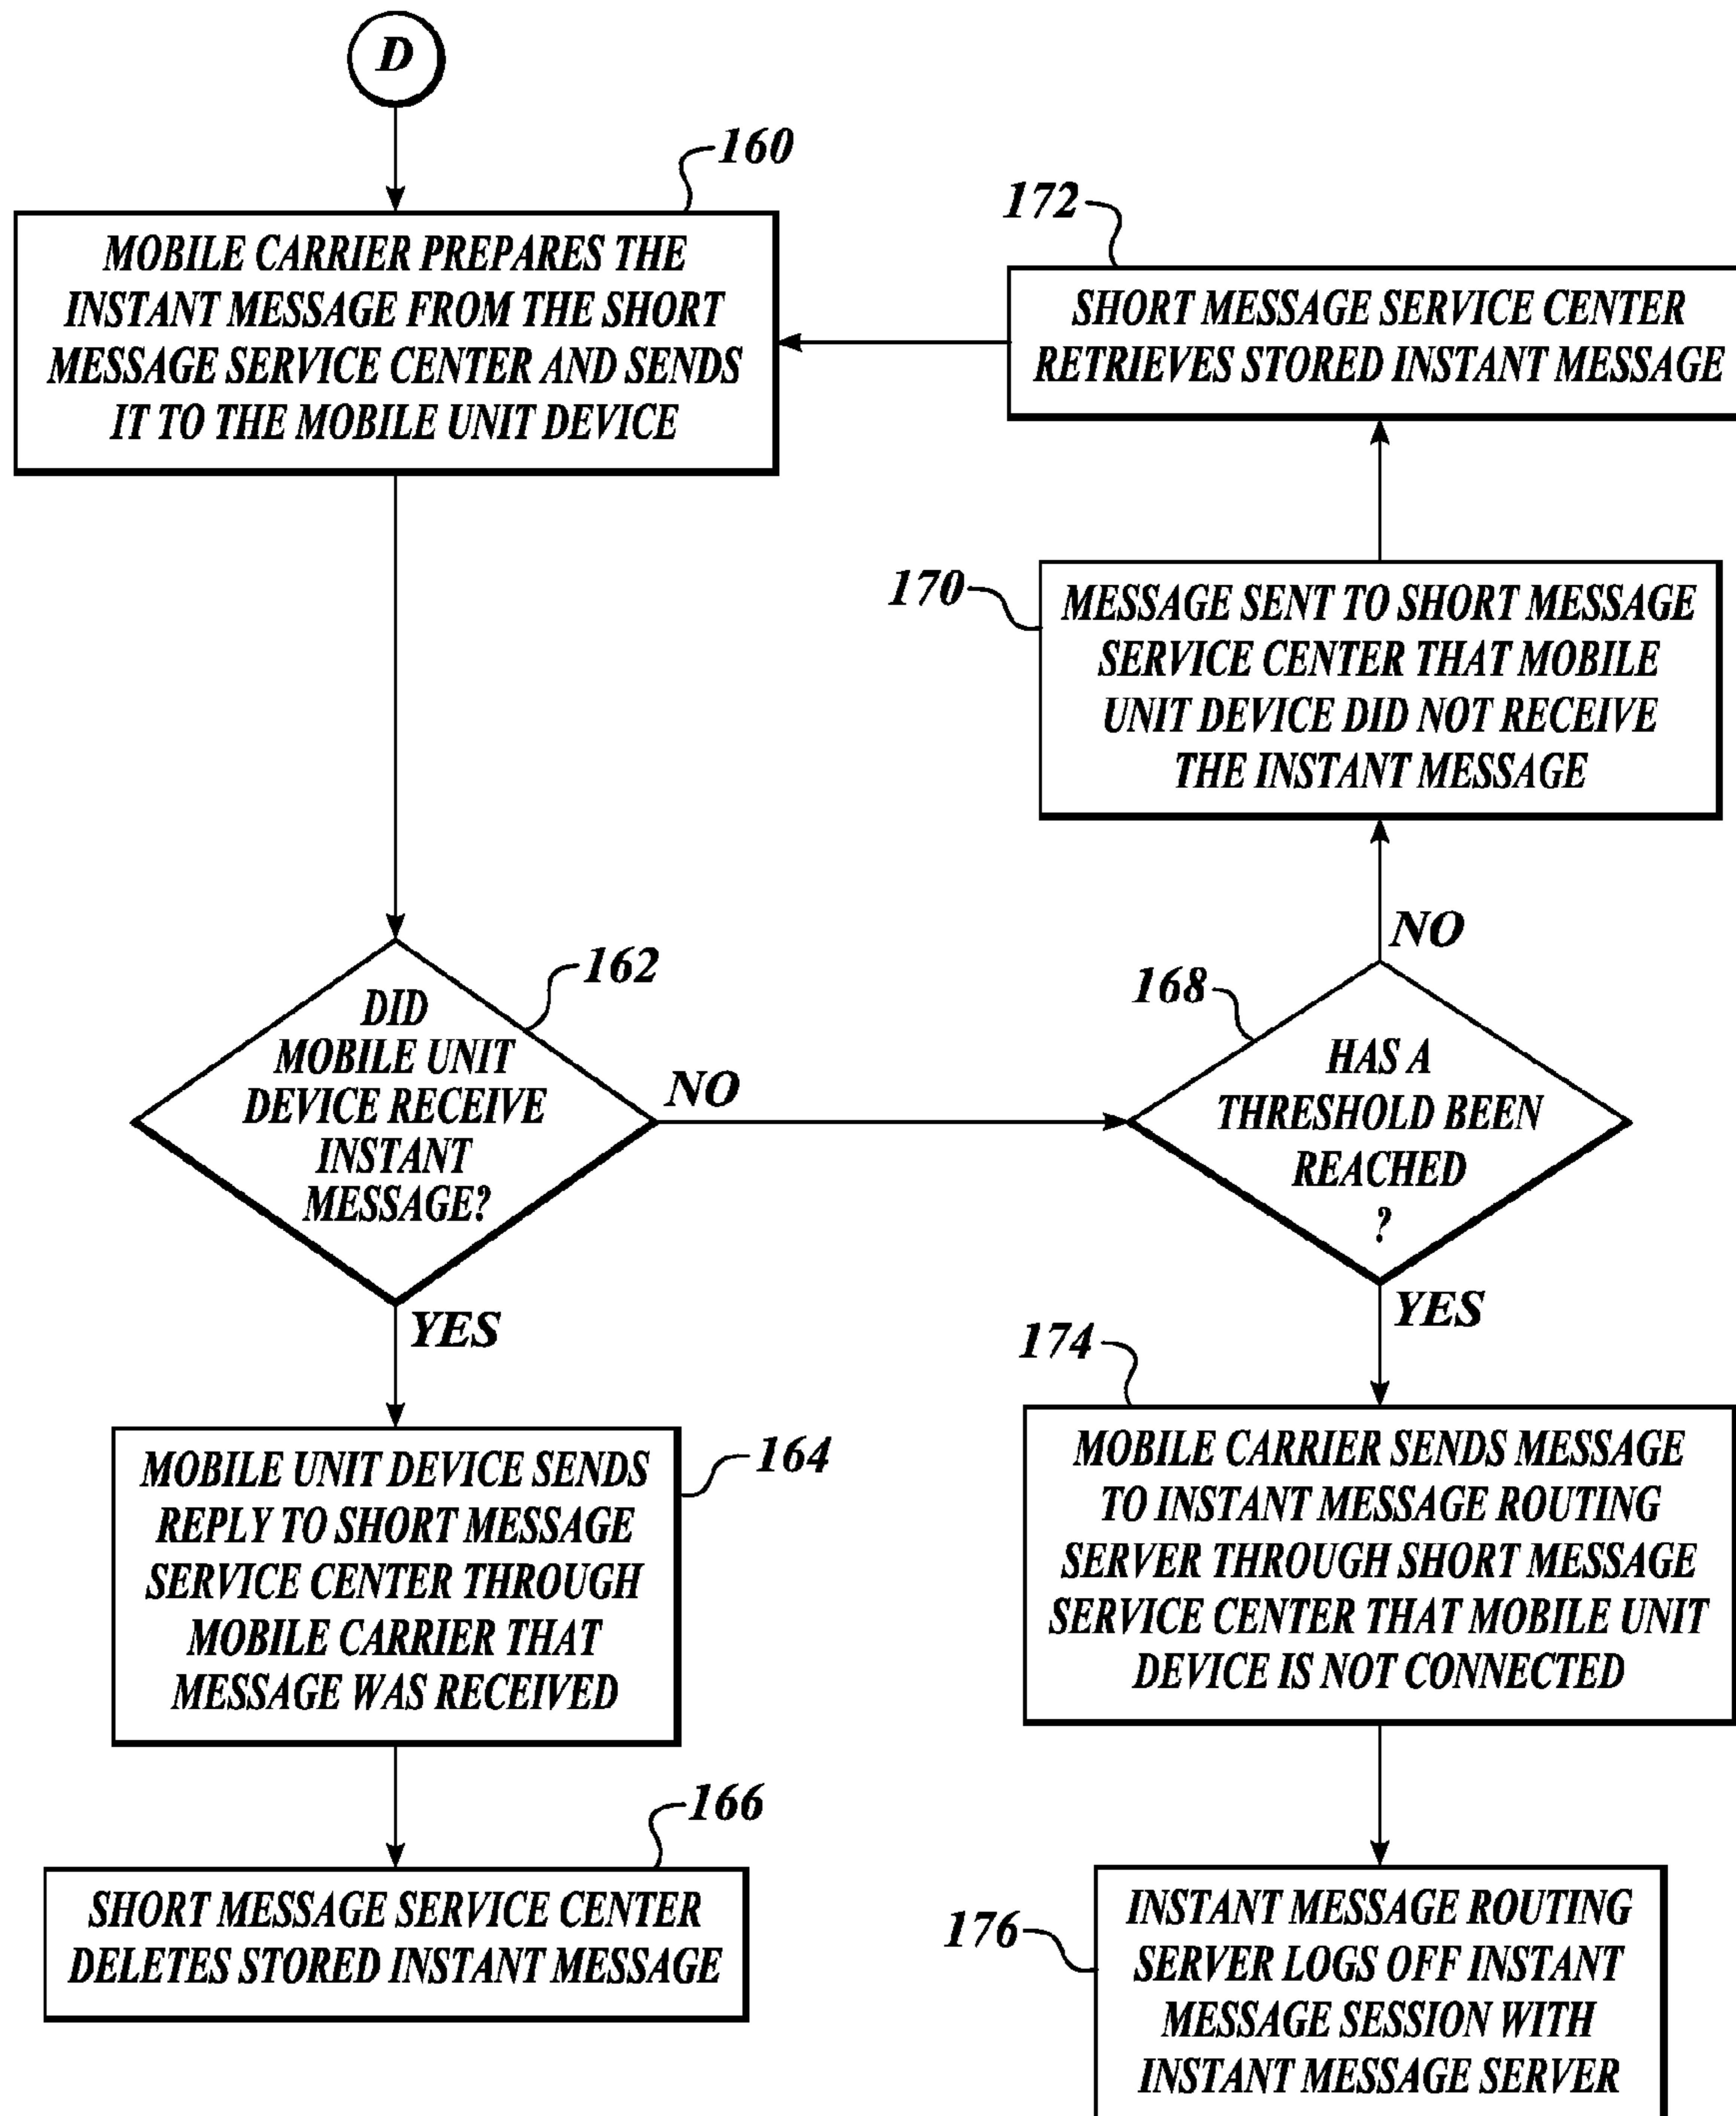 D
160
MOBILE CARRIER PREPARES THE
INSTANT MESSAGE FROM THE SHORT
MESSAGE SERVICE CENTER AND SENDS
IT TO THE MOBILE UNIT DEVICE
172
SHORT MESSAGE SERVICE CENTER
RETRIEVES STORED INSTANT MESSAGE
170
MESSAGE SENT TO SHORT MESSAGE
SERVICE CENTER THAT MOBILE
UNIT DEVICE DID NOT RECEIVE
THE INSTANT MESSAGE
162
DID
MOBILE UNIT
DEVICE RECEIVE
INSTANT
MESSAGE?
NO
YES
168
HAS A
THRESHOLD BEEN
REACHED
?
NO
YES
164
MOBILE UNIT DEVICE SENDS
REPLY TO SHORT MESSAGE
SERVICE CENTER THROUGH
MOBILE CARRIER THAT
MESSAGE WAS RECEIVED
166
SHORT MESSAGE SERVICE CENTER
DELETES STORED INSTANT MESSAGE
174
MOBILE CARRIER SENDS MESSAGE
TO INSTANT MESSAGE ROUTING
SERVER THROUGH SHORT MESSAGE
SERVICE CENTER THAT MOBILE UNIT
DEVICE IS NOT CONNECTED
176
INSTANT MESSAGE ROUTING
SERVER LOGS OFF INSTANT
MESSAGE SESSION WITH
INSTANT MESSAGE SERVER